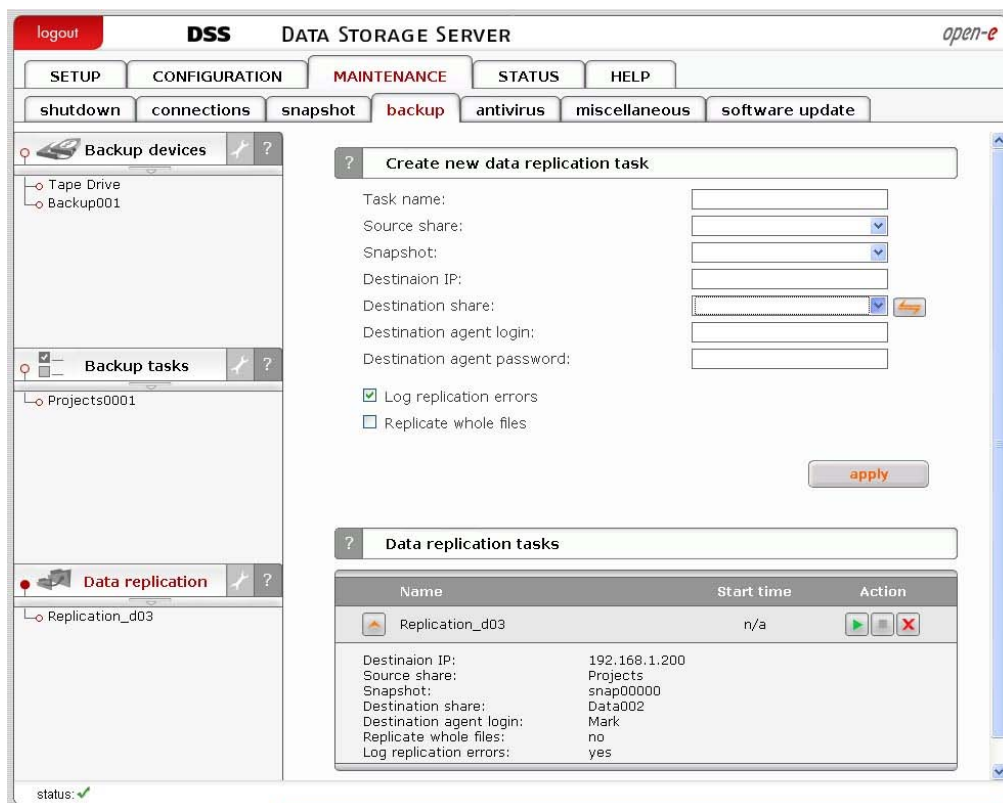 logout DSS DATA STORAGE SERVER open-e
SETUP CONFIGURATION MAINTENANCE STATUS HELP
shutdown connections snapshot backup antivirus miscellaneous software update
Backup devices ?
Tape Drive
Backup001
Backup tasks ?
Projects0001
Data replication ?
Replication_d03
? Create new data replication task
Task name:
Source share:
Snapshot:
Destinaion IP:
Destination share:
Destination agent login:
Destination agent password:
Log replication errors
Replicate whole files
apply
? Data replication tasks
Name Start time Action
Replication_d03 n/a
Destinaion IP: 192.168.1.200
Source share: Projects
Snapshot: snap00000
Destination share: Data002
Destination agent login: Mark
Replicate whole files: no
Log replication errors: yes
status: